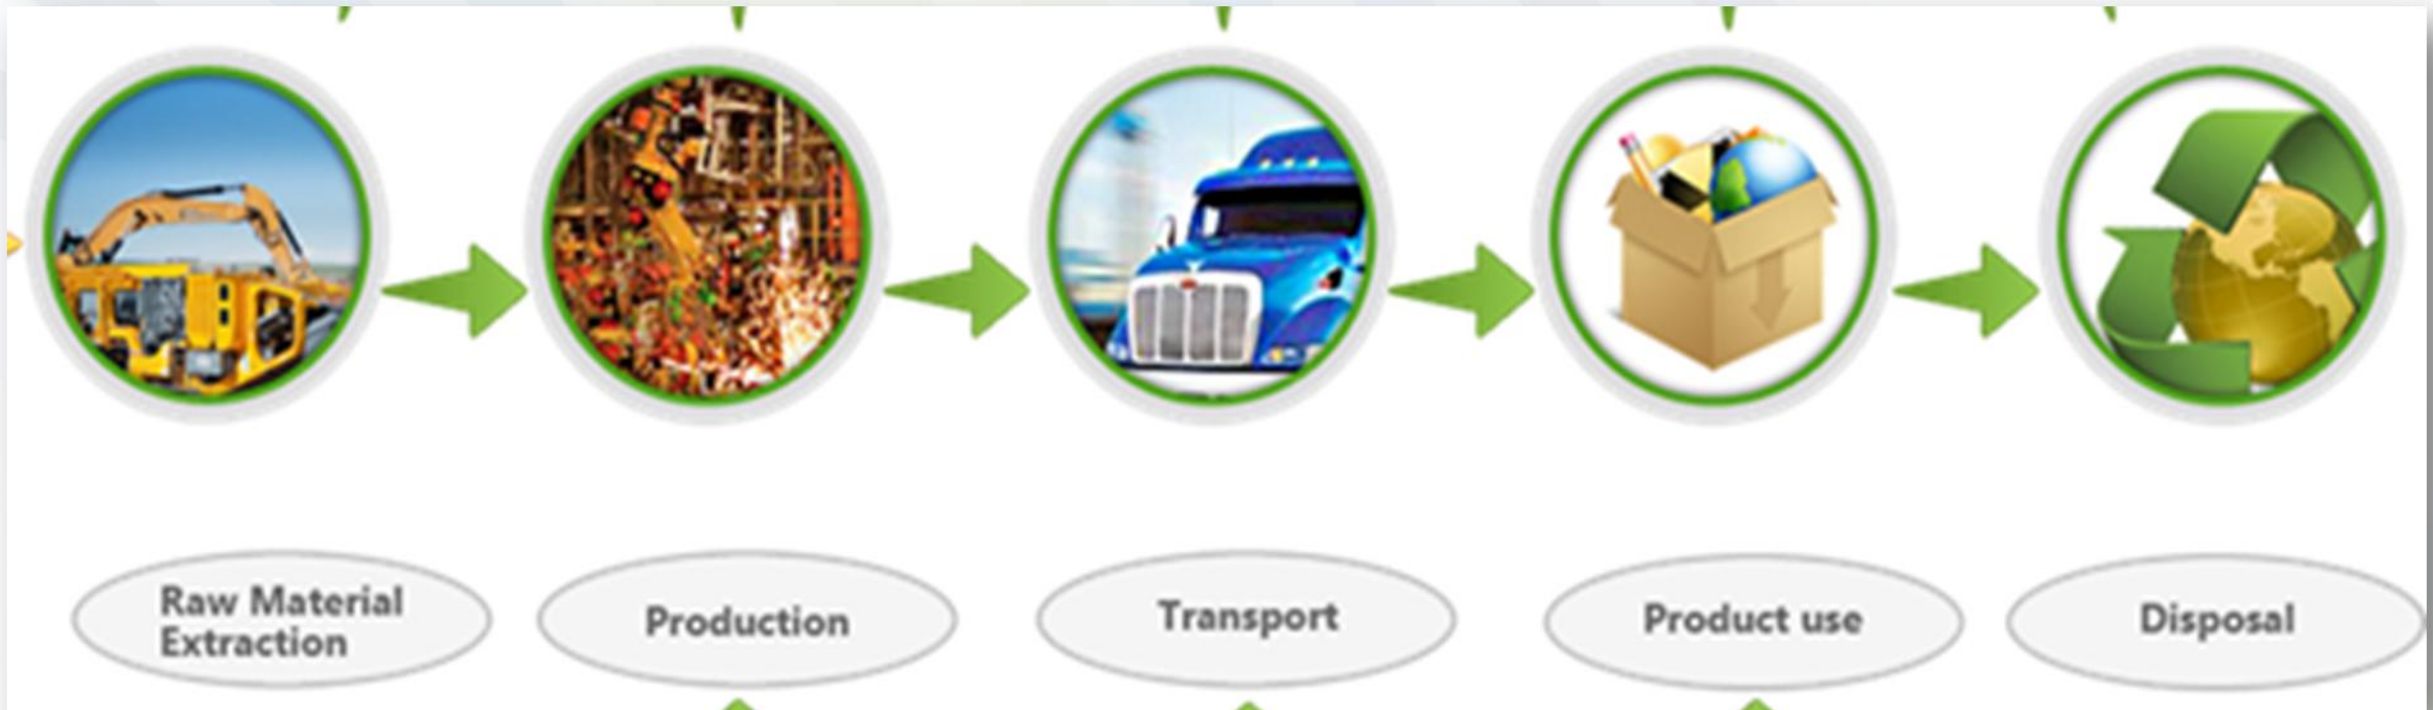 Raw Material
Extraction
Production
Transport
Product use
Disposal